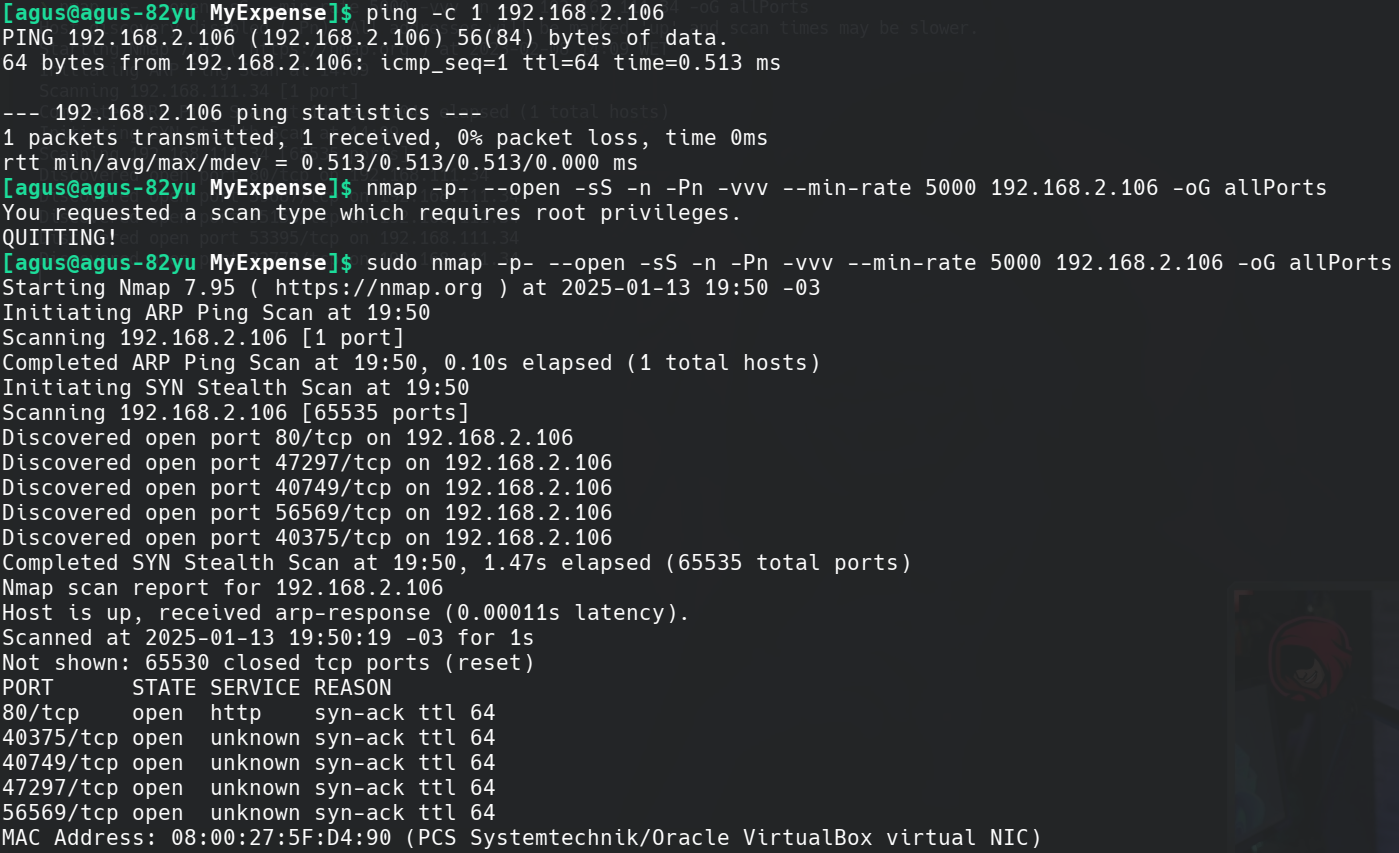 [agus@agus-82yu MyExpense]$ ping -c 1 192.168.2.106
PING 192.168.2.106 (192.168.2.106) 56(84) bytes of data.
64 bytes from 192.168.2.106: icmp_seq=1 ttl=64 time=0.513 ms
--- 192.168.2.106 ping statistics ---
1 packets transmitted, 1 received, 0% packet loss, time 0ms
rtt min/avg/max/mdev = 0.513/0.513/0.513/0.000 ms
[agus@agus-82yu MyExpense]$ nmap -p- --open -sS -n -Pn -vvv --min-rate 5000 192.168.2.106 -oG allPorts
You requested a scan type which requires root privileges.
QUITTING!
[agus@agus-82yu MyExpense]$ sudo nmap -p- --open -sS -n -Pn -vvv --min-rate 5000 192.168.2.106 -oG allPorts
Starting Nmap 7.95 ( https://nmap.org ) at 2025-01-13 19:50 -03
Initiating ARP Ping Scan at 19:50
Scanning 192.168.2.106 [1 port]
Completed ARP Ping Scan at 19:50, 0.10s elapsed (1 total hosts)
Initiating SYN Stealth Scan at 19:50
Scanning 192.168.2.106 [65535 ports]
Discovered open port 80/tcp on 192.168.2.106
Discovered open port 47297/tcp on 192.168.2.106
Discovered open port 40749/tcp on 192.168.2.106
Discovered open port 56569/tcp on 192.168.2.106
Discovered open port 40375/tcp on 192.168.2.106
Completed SYN Stealth Scan at 19:50, 1.47s elapsed (65535 total ports)
Nmap scan report for 192.168.2.106
Host is up, received arp-response (0.00011s latency).
Scanned at 2025-01-13 19:50:19 -03 for 1s
Not shown: 65530 closed tcp ports (reset)
PORT      STATE SERVICE REASON
80/tcp    open  http    syn-ack ttl 64
40375/tcp open  unknown syn-ack ttl 64
40749/tcp open  unknown syn-ack ttl 64
47297/tcp open  unknown syn-ack ttl 64
56569/tcp open  unknown syn-ack ttl 64
MAC Address: 08:00:27:5F:D4:90 (PCS Systemtechnik/Oracle VirtualBox virtual NIC)